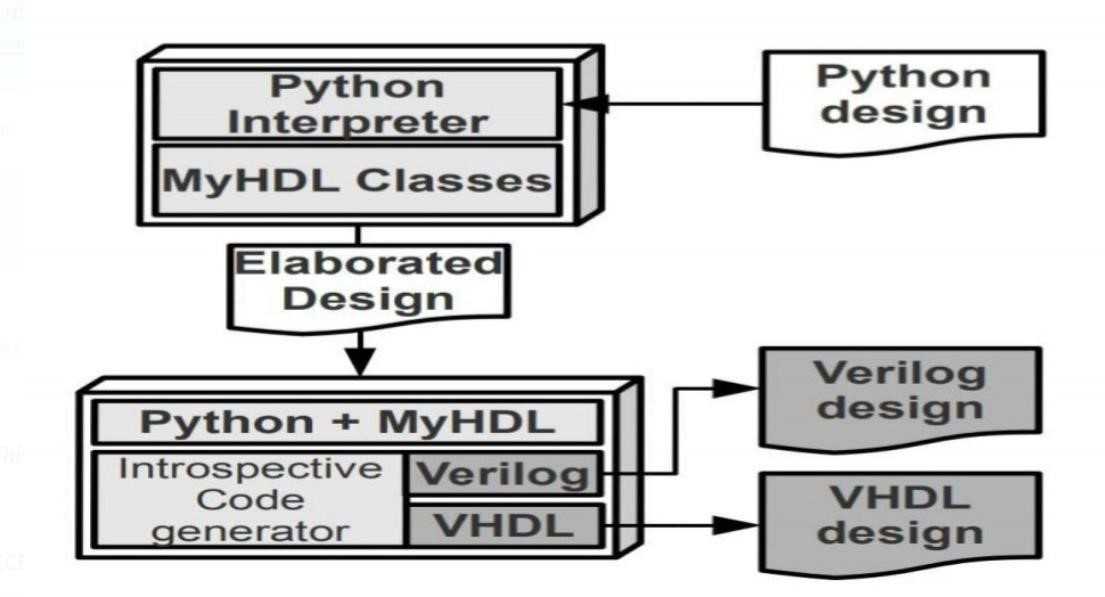 Python
Interpreter
MyHDL Classes
Python
design
Elaborated
Design
Python + MyHDL
Introspective
Code
generator
Verilog
VHDL
Verilog
design
VHDL
design